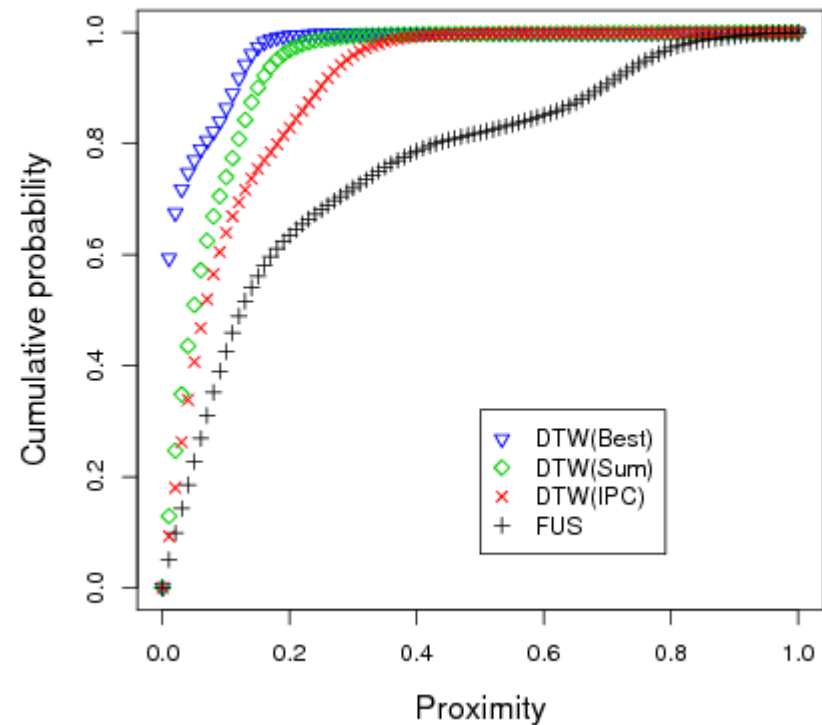 Cumulative probability
1.0
0.8
0.6
0.4
0.2
0.0
DTW(Best)
DTW(Sum)
DTW(IPC)
FUS
0.0 0.2 0.4 0.6 0.8 1.0
Proximity